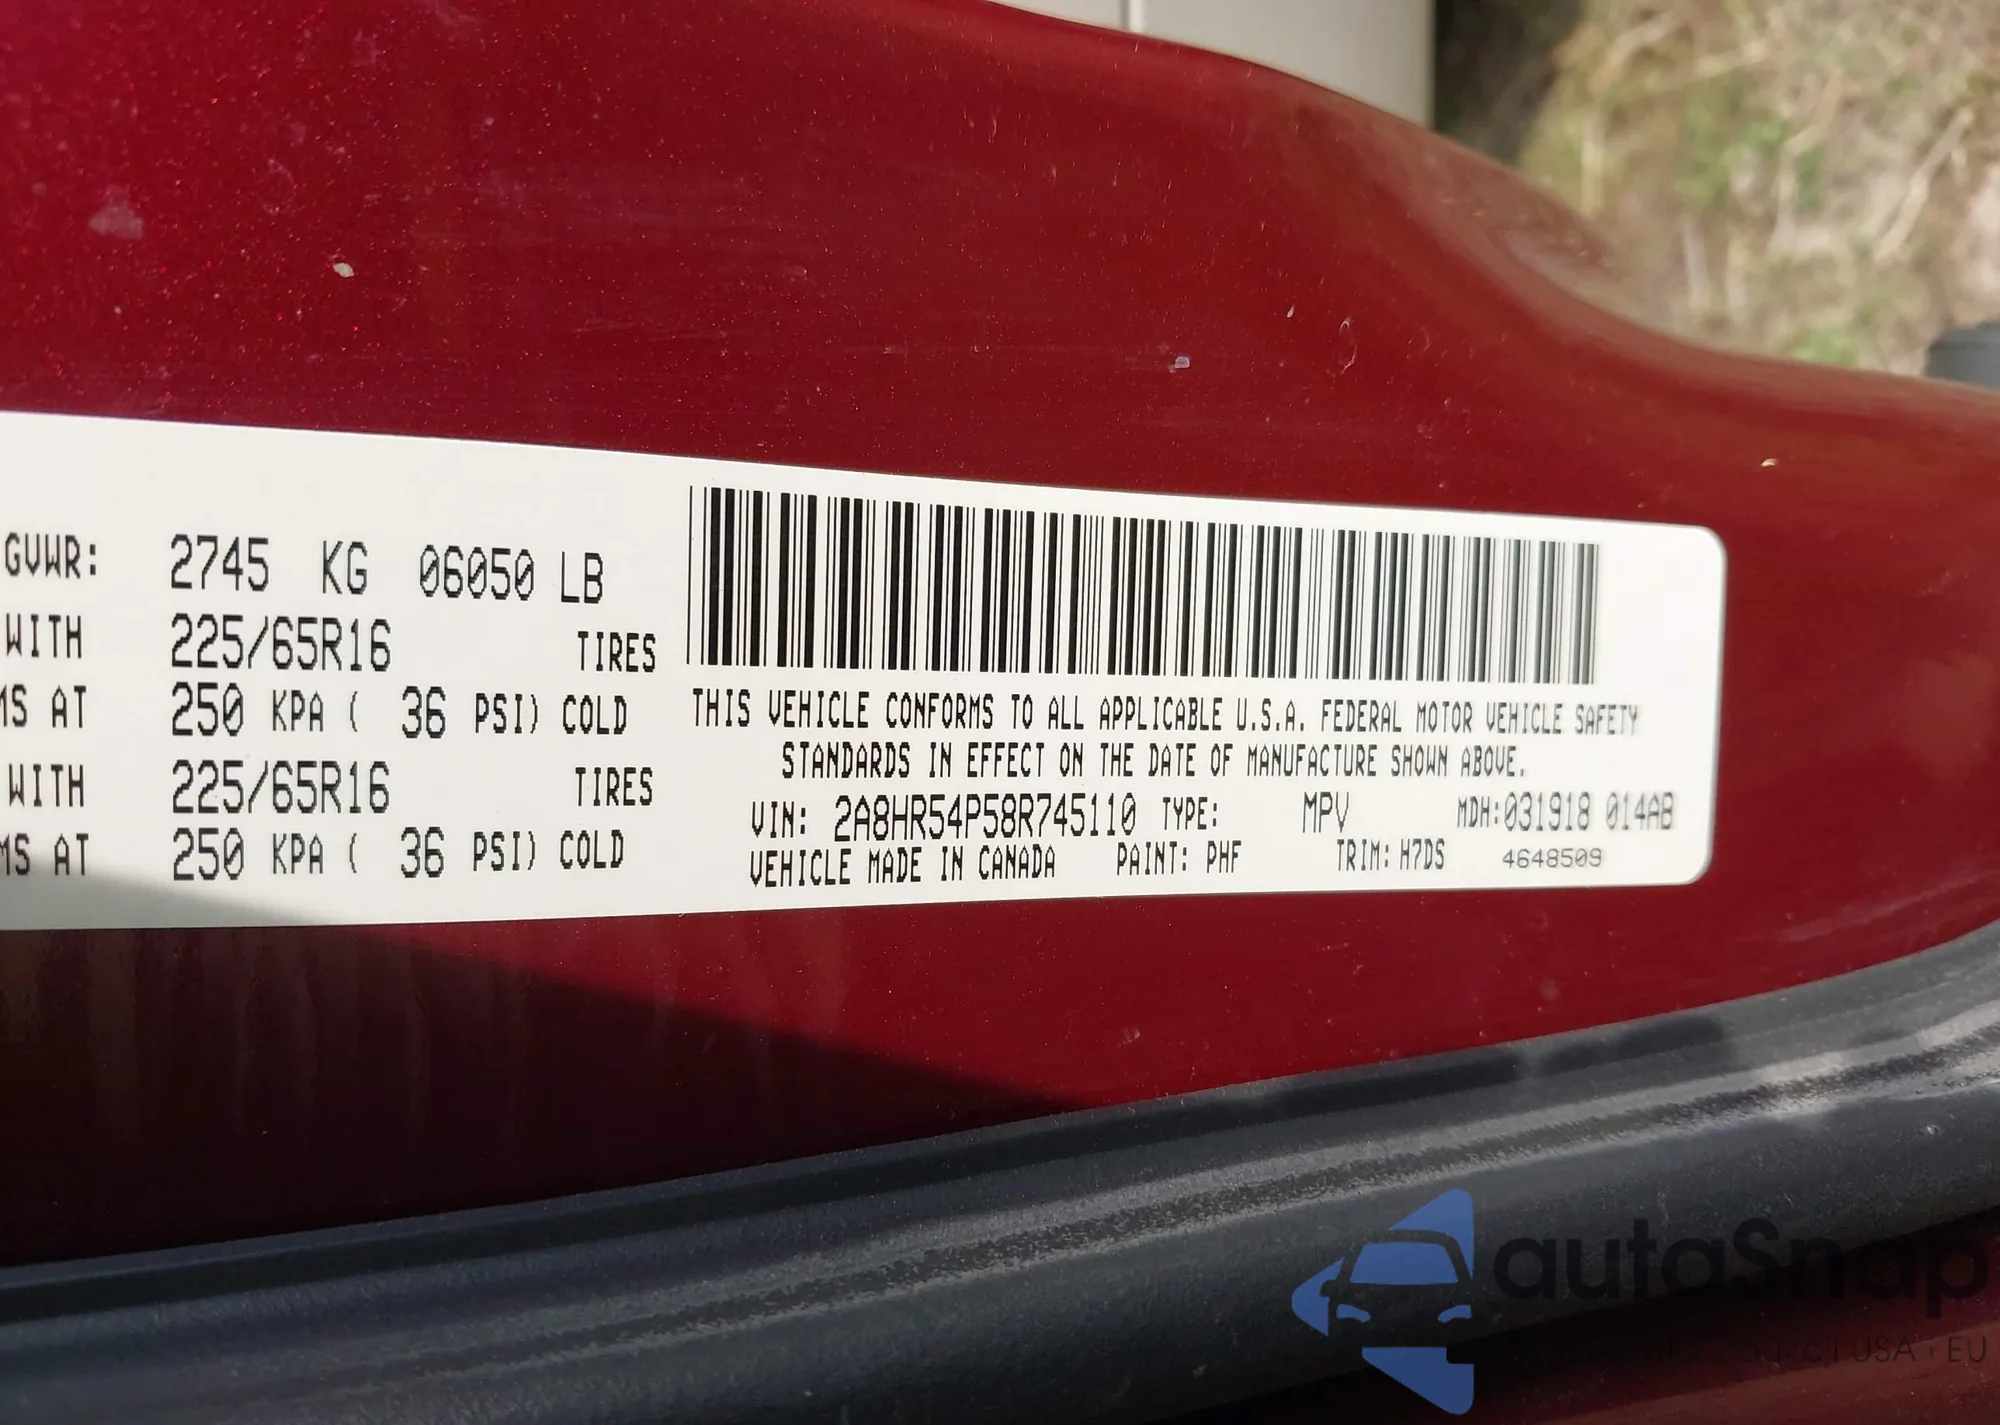 GVWR: 2745 KG 06050 LB
WITH 225/65R16 TIRES
MS AT 250 KPA ( 36 PSI) COLD
WITH 225/65R16 TIRES
MS AT 250 KPA ( 36 PSI) COLD
THIS VEHICLE CONFORMS TO ALL APPLICABLE U.S.A. FEDERAL MOTOR VEHICLE SAFETY
STANDARDS IN EFFECT ON THE DATE OF MANUFACTURE SHOWN ABOVE.
VIN: 2A8HR54P58R745110 TYPE: MPV MDH:031918 014AB
VEHICLE MADE IN CANADA PAINT: PHF TRIM: H7DS 4648509
autaSnap
USA · EU